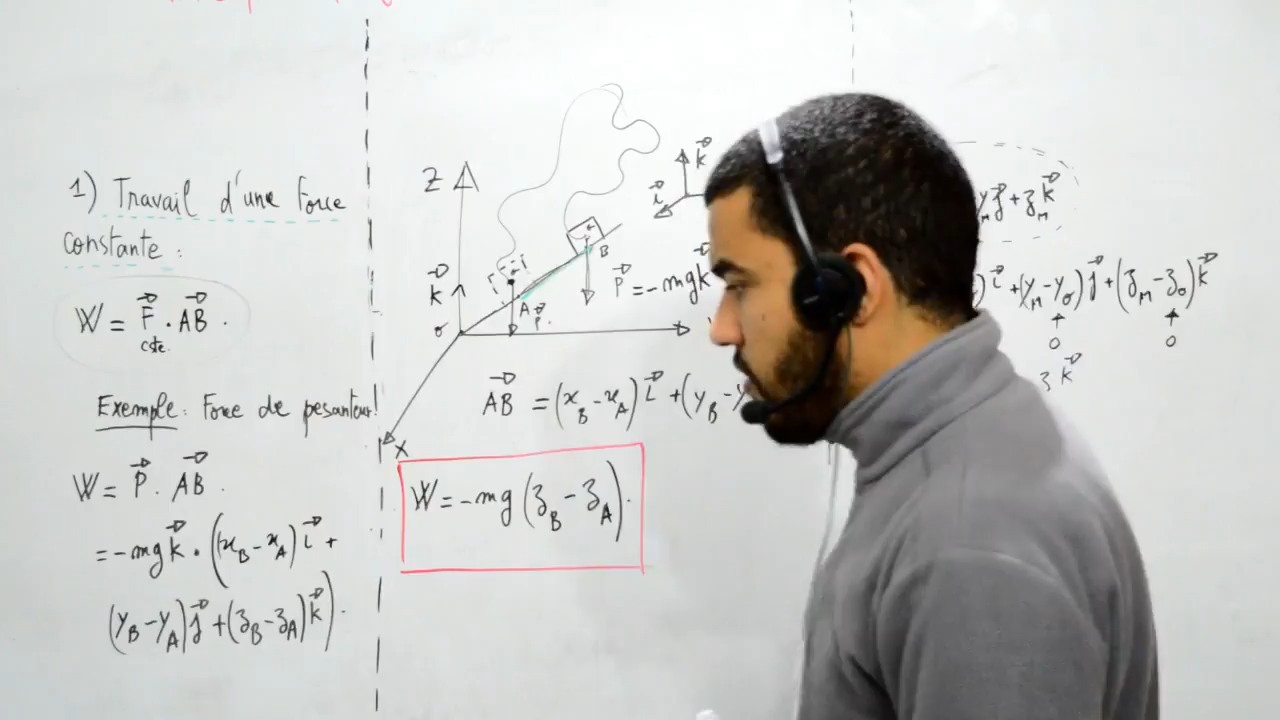 1) Travail d'une Force
constante :
W = F⃗ . AB⃗ .
cste.
Exemple : Force de pesanteur!
W = P⃗ . AB⃗ .
= -mg k⃗ • ((x_B - x_A) i⃗ +
(y_B - y_A) j⃗ + (z_B - z_A) k⃗) .
Z
k⃗
o
X
A
P⃗
B
P⃗ = -mg k⃗
AB⃗ = (x_B - x_A) i⃗ + (y_B - y
W = -mg (z_B - z_A) .
k⃗
i⃗
y_M j⃗ + z_M k⃗
) i⃗ + (y_M - y_o) j⃗ + (z_M - z_o) k⃗
0 0
z k⃗